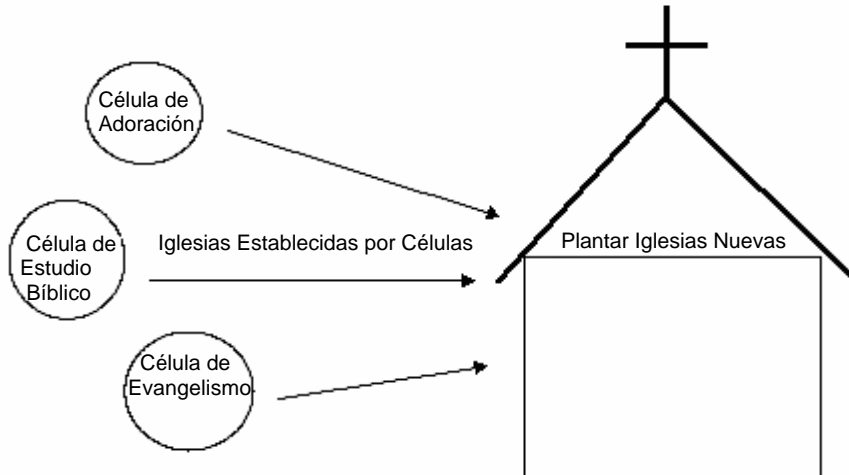 Célula de
Adoración
Célula de
Estudio
Bíblico
Iglesias Establecidas por Células
Plantar Iglesias Nuevas
Célula de
Evangelismo